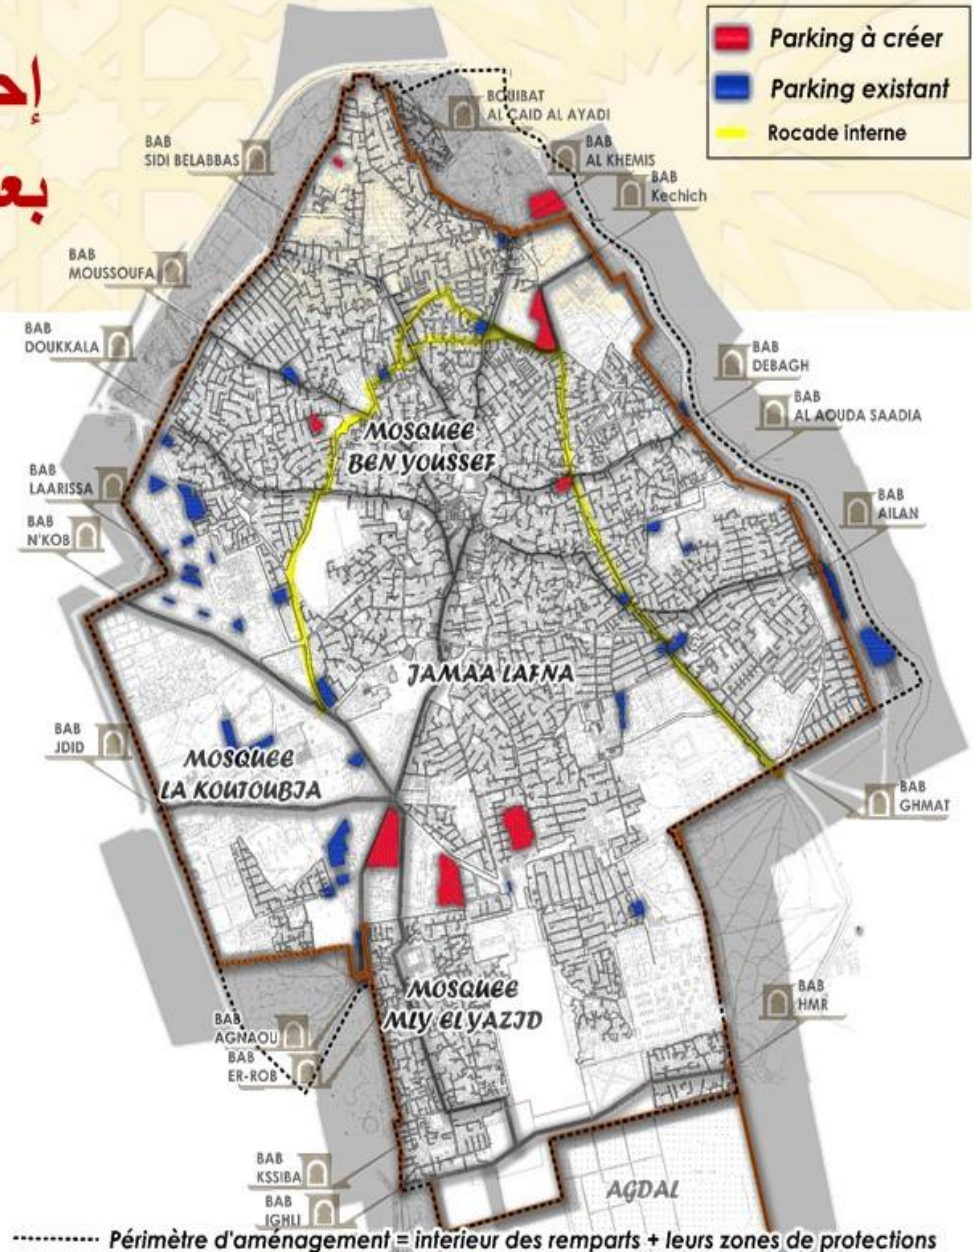 Parking à créer
Parking existant
Rocade interne
BOUIBAT
AL CAID AL AYADI
BAB
SIDI BELABBAS
BAB
AL KHEMIS
BAB
Kechich
BAB
MOUSSOUFA
BAB
DOUKKALA
BAB
DEBAGH
BAB
AL AOUDA SAADIA
MOSQUEE
BEN YOUSSEF
BAB
LAARISSA
BAB
AILAN
BAB
N'KOB
JAMAA LAFNA
BAB
JDID
MOSQUEE
LA KOUTOUBIA
BAB
GHMAT
MOSQUEE
MLY EL YAZID
BAB
HMR
BAB
AGNAOU
BAB
ER-ROB
BAB
KSSIBA
BAB
IGHLI
AGDAL
Périmètre d'aménagement = interieur des remparts + leurs zones de protections